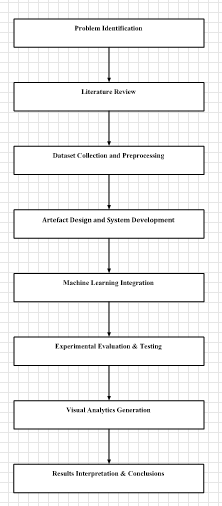 Problem Identification
Literature Review
Dataset Collection and Preprocessing
Artefact Design and System Development
Machine Learning Integration
Experimental Evaluation & Testing
Visual Analytics Generation
Results Interpretation & Conclusions